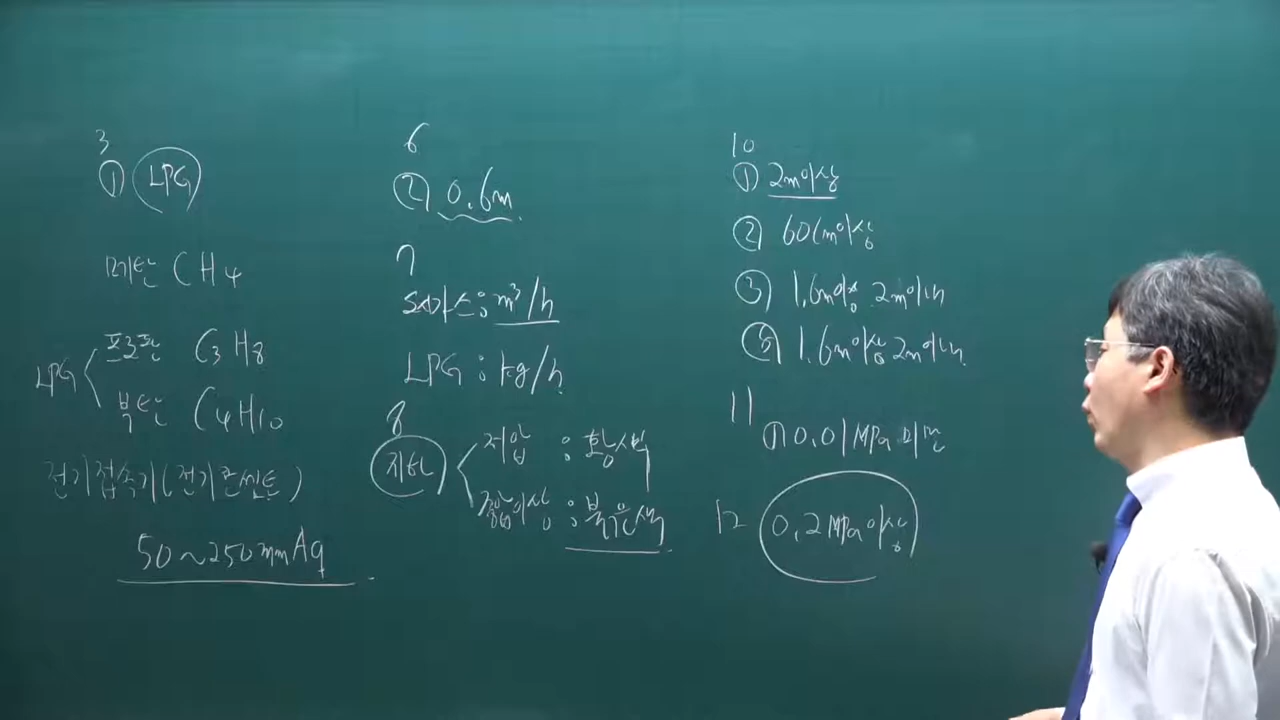 3
① LPG
메탄 CH4
프로판 C3H8
LPG
부탄 C4H10
전기접속기(전기콘센트)
50~250mmAq
6
② 0.6m
7
도시가스: m³/h
LPG : kg/h
8
지하
저압 : 황색
중압이상 : 붉은색
10
① 2m이상
② 60cm이상
③ 1.6m이상 2m이내
1.6m이상 2m이내
11
① 0.01MPa 미만
12 0.2MPa이상